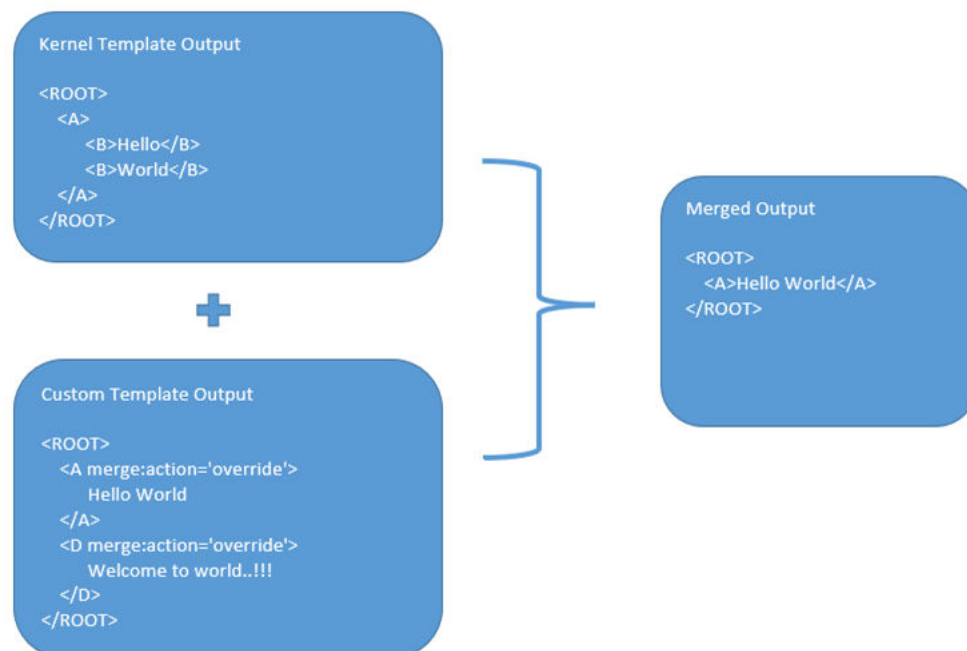 Kernel Template Output
<ROOT>
<A>
<B>Hello</B>
<B>World</B>
</A>
</ROOT>
Custom Template Output
<ROOT>
<A merge:action='override'>
Hello World
</A>
<D merge:action='override'>
Welcome to world..!!!
</D>
</ROOT>
Merged Output
<ROOT>
<A>Hello World</A>
</ROOT>